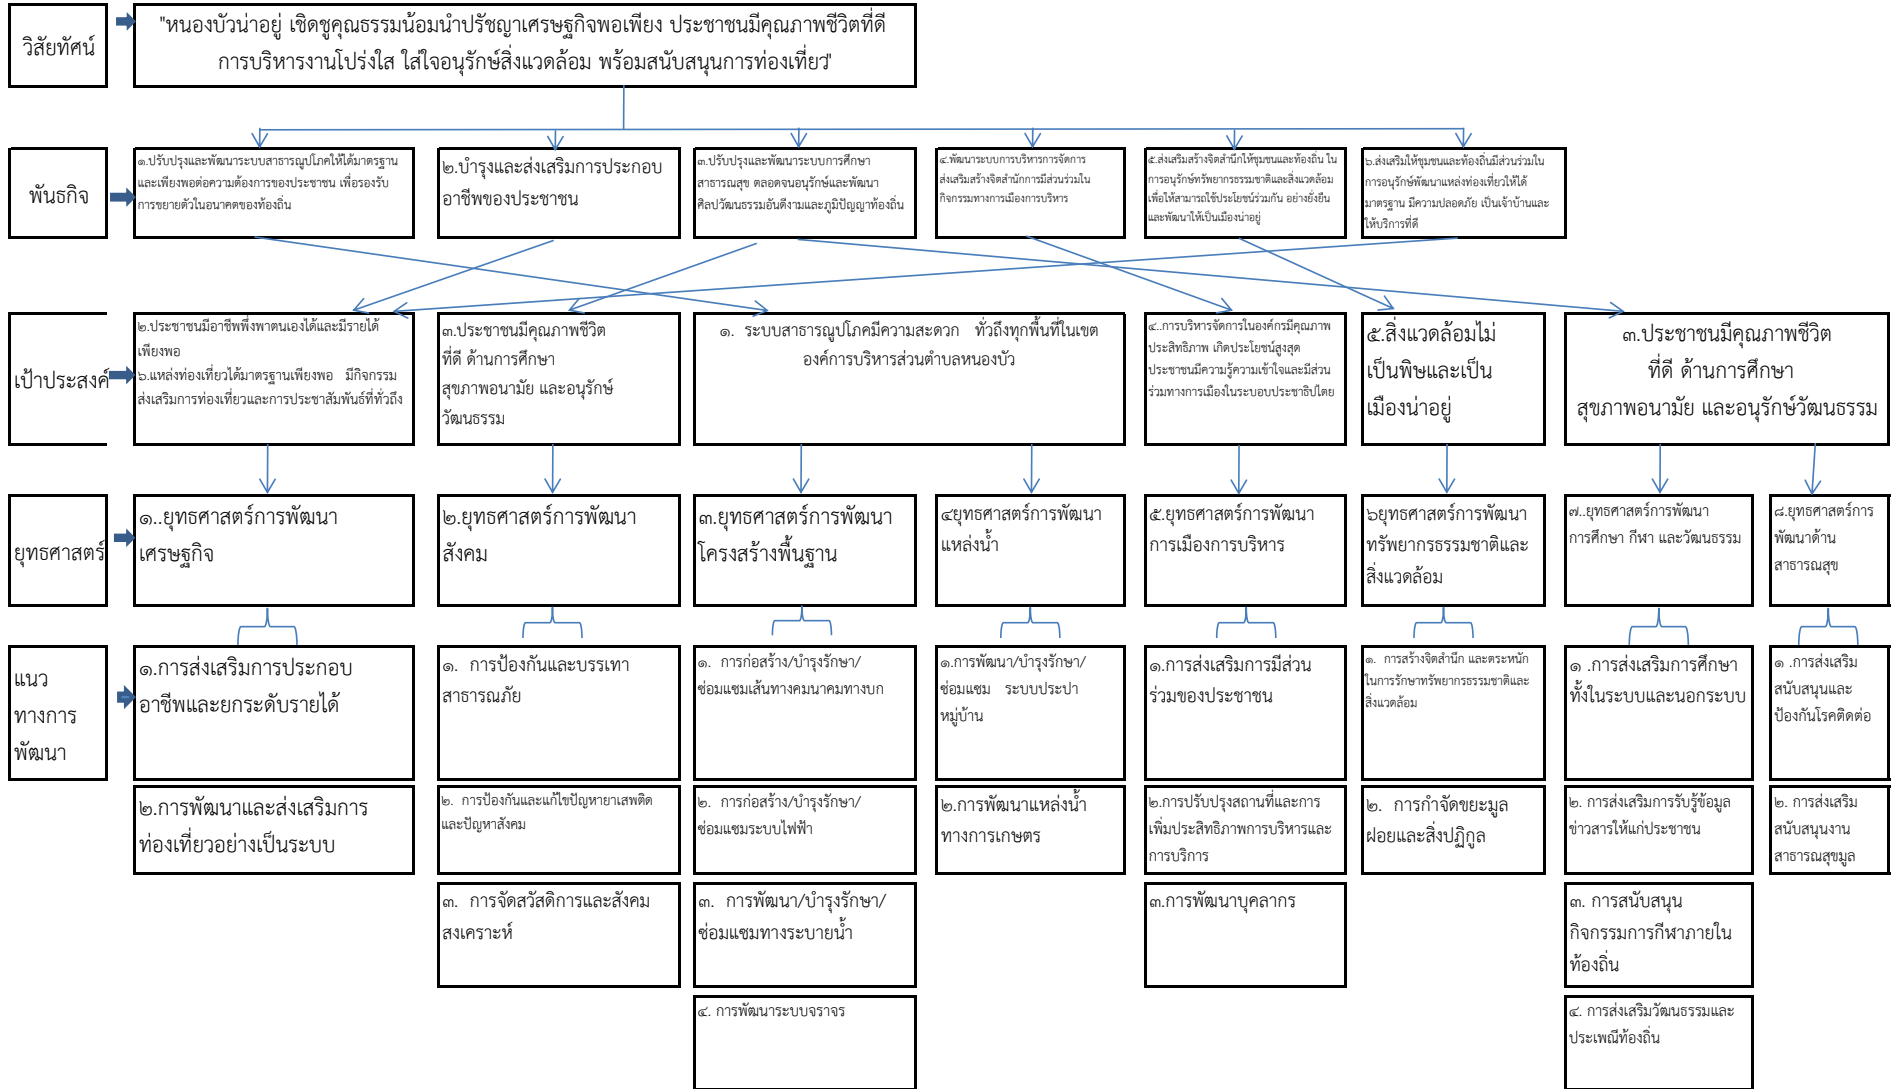 วิสัยทัศน์
"หนองบัวน่าอยู่ เชิดชูคุณธรรมน้อมนำปรัชญาเศรษฐกิจพอเพียง ประชาชนมีคุณภาพชีวิตที่ดี
การบริหารงานโปร่งใส ใส่ใจอนุรักษ์สิ่งแวดล้อม พร้อมสนับสนุนการท่องเที่ยว"
พันธกิจ
๑.ปรับปรุงและพัฒนาระบบสาธารณูปโภคให้ได้มาตรฐาน
และเพียงพอต่อความต้องการของประชาชน เพื่อรองรับ
การขยายตัวในอนาคตของท้องถิ่น
๒.บำรุงและส่งเสริมการประกอบ
อาชีพของประชาชน
๓.ปรับปรุงและพัฒนาระบบการศึกษา
สาธารณสุข ตลอดจนอนุรักษ์และพัฒนา
ศิลปวัฒนธรรมอันดีงามและภูมิปัญญาท้องถิ่น
๔.พัฒนาระบบการบริหารการจัดการ
ส่งเสริมสร้างจิตสำนักการมีส่วนร่วมใน
กิจกรรมทางการเมืองการบริหาร
๕.ส่งเสริมสร้างจิตสำนึกให้ชุมชนและท้องถิ่น ใน
การอนุรักษ์ทรัพยากรธรรมชาติและสิ่งแวดล้อม
เพื่อให้สามารถใช้ประโยชน์ร่วมกัน อย่างยั่งยืน
และพัฒนาให้เป็นเมืองน่าอยู่
๖.ส่งเสริมให้ชุมชนและท้องถิ่นมีส่วนร่วมใน
การอนุรักษ์พัฒนาแหล่งท่องเที่ยวให้ได้
มาตรฐาน มีความปลอดภัย เป็นเจ้าบ้านและ
ให้บริการที่ดี
เป้าประสงค์
๒.ประชาชนมีอาชีพพึ่งพาตนเองได้และมีรายได้
เพียงพอ
๖.แหล่งท่องเที่ยวได้มาตรฐานเพียงพอ มีกิจกรรม
ส่งเสริมการท่องเที่ยวและการประชาสัมพันธ์ที่ทั่วถึง
๓.ประชาชนมีคุณภาพชีวิต
ที่ดี ด้านการศึกษา
สุขภาพอนามัย และอนุรักษ์
วัฒนธรรม
๑. ระบบสาธารณูปโภคมีความสะดวก ทั่วถึงทุกพื้นที่ในเขต
องค์การบริหารส่วนตำบลหนองบัว
๔..การบริหารจัดการในองค์กรมีคุณภาพ
ประสิทธิภาพ เกิดประโยชน์สูงสุด
ประชาชนมีความรู้ความเข้าใจและมีส่วน
ร่วมทางการเมืองในระบอบประชาธิปไตย
๕.สิ่งแวดล้อมไม่
เป็นพิษและเป็น
เมืองน่าอยู่
๓.ประชาชนมีคุณภาพชีวิต
ที่ดี ด้านการศึกษา
สุขภาพอนามัย และอนุรักษ์วัฒนธรรม
ยุทธศาสตร์
๑..ยุทธศาสตร์การพัฒนา
เศรษฐกิจ
๒.ยุทธศาสตร์การพัฒนา
สังคม
๓.ยุทธศาสตร์การพัฒนา
โครงสร้างพื้นฐาน
๔ยุทธศาสตร์การพัฒนา
แหล่งน้ำ
๕.ยุทธศาสตร์การพัฒนา
การเมืองการบริหาร
๖ยุทธศาสตร์การพัฒนา
ทรัพยากรธรรมชาติและ
สิ่งแวดล้อม
๗..ยุทธศาสตร์การพัฒนา
การศึกษา กีฬา และวัฒนธรรม
๘.ยุทธศาสตร์การ
พัฒนาด้าน
สาธารณสุข
แนว
ทางการ
พัฒนา
๑.การส่งเสริมการประกอบ
อาชีพและยกระดับรายได้
๑. การป้องกันและบรรเทา
สาธารณภัย
๑. การก่อสร้าง/บำรุงรักษา/
ซ่อมแซมเส้นทางคมนาคมทางบก
๑.การพัฒนา/บำรุงรักษา/
ซ่อมแซม ระบบประปา
หมู่บ้าน
๑.การส่งเสริมการมีส่วน
ร่วมของประชาชน
๑. การสร้างจิตสำนึก และตระหนัก
ในการรักษาทรัพยากรธรรมชาติและ
สิ่งแวดล้อม
๑ .การส่งเสริมการศึกษา
ทั้งในระบบและนอกระบบ
๑ .การส่งเสริม
สนับสนุนและ
ป้องกันโรคติดต่อ
๒.การพัฒนาและส่งเสริมการ
ท่องเที่ยวอย่างเป็นระบบ
๒. การป้องกันและแก้ไขปัญหายาเสพติด
และปัญหาสังคม
๒. การก่อสร้าง/บำรุงรักษา/
ซ่อมแซมระบบไฟฟ้า
๒.การพัฒนาแหล่งน้ำ
ทางการเกษตร
๒.การปรับปรุงสถานที่และการ
เพิ่มประสิทธิภาพการบริหารและ
การบริการ
๒. การกำจัดขยะมูล
ฝอยและสิ่งปฏิกูล
๒. การส่งเสริมการรับรู้ข้อมูล
ข่าวสารให้แก่ประชาชน
๒. การส่งเสริม
สนับสนุนงาน
สาธารณสุขมูล
๓. การจัดสวัสดิการและสังคม
สงเคราะห์
๓. การพัฒนา/บำรุงรักษา/
ซ่อมแซมทางระบายน้ำ
๓.การพัฒนาบุคลากร
๓. การสนับสนุน
กิจกรรมการกีฬาภายใน
ท้องถิ่น
๔. การพัฒนาระบบจราจร
๔. การส่งเสริมวัฒนธรรมและ
ประเพณีท้องถิ่น